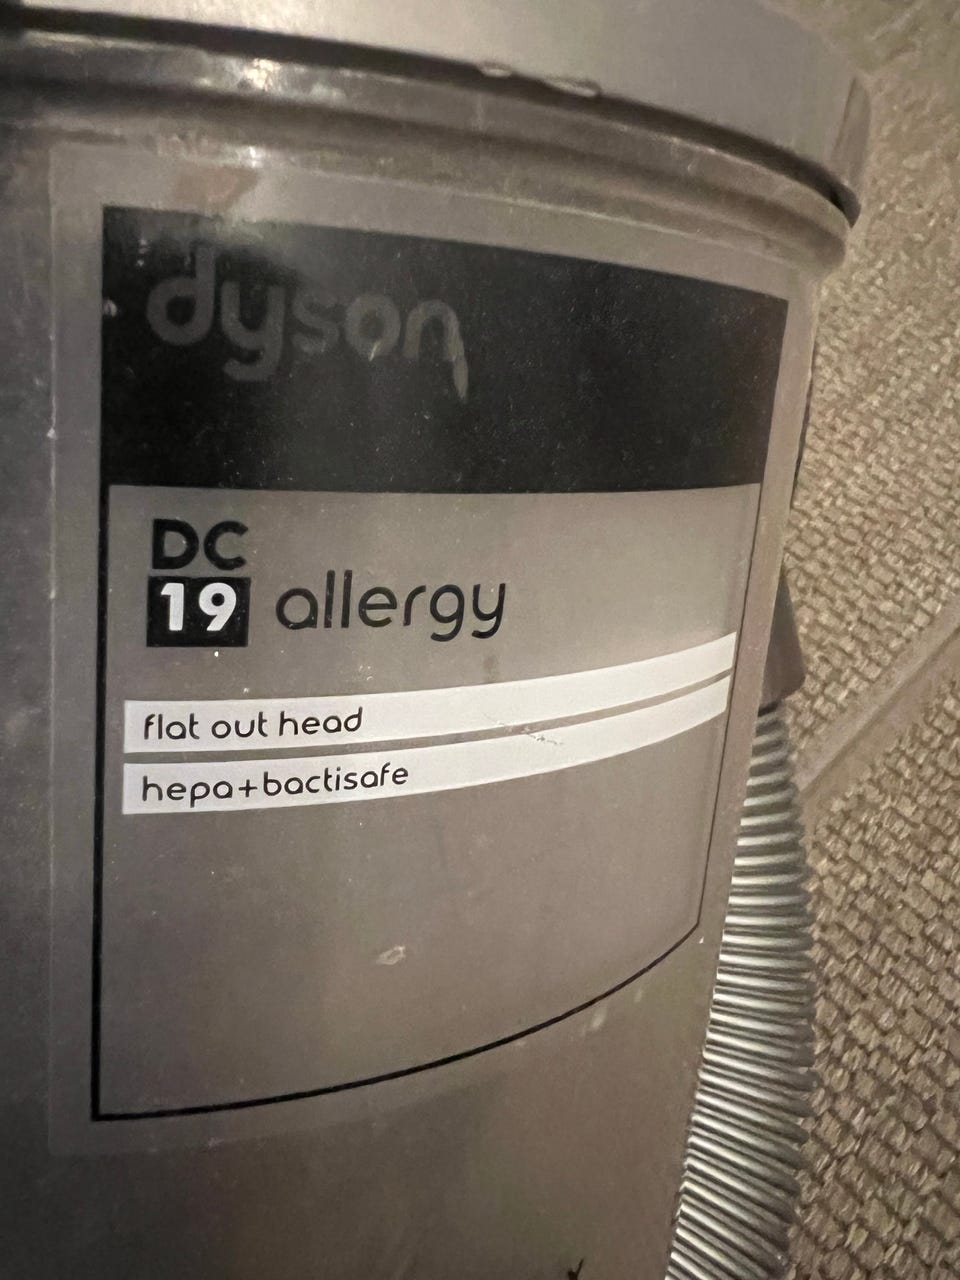 dyson
DC
19 allergy
flat out head
hepa+bactisafe